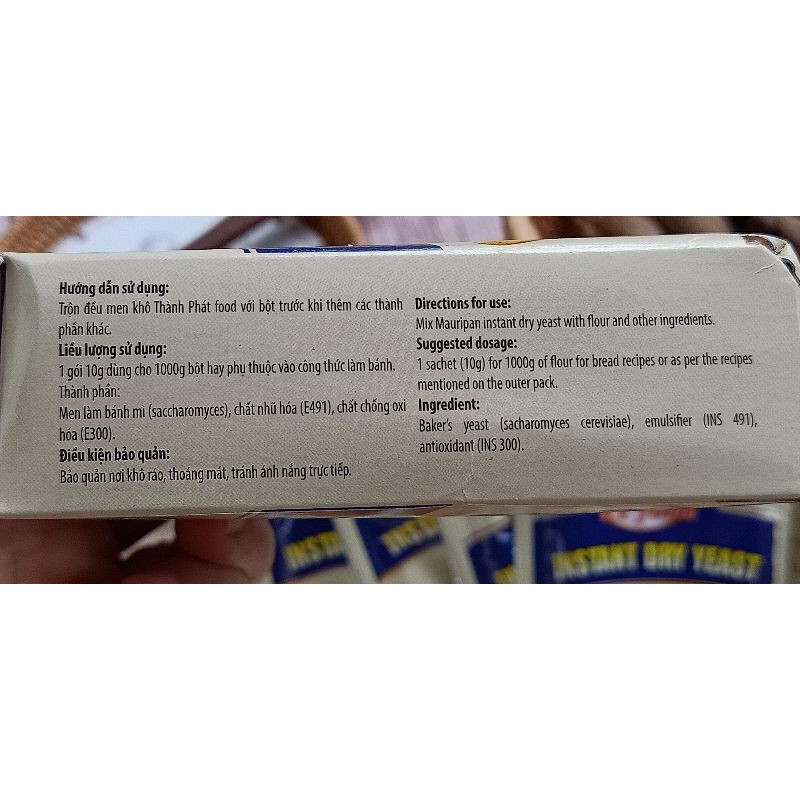 Hướng dẫn sử dụng:
Trộn đều men khô Thành Phát food với bột trước khi thêm các thành
phần khác.
Liều lượng sử dụng:
1 gói 10g dùng cho 1000g bột hay phụ thuộc vào công thức làm bánh.
Thành phần:
Men làm bánh mì (saccharomyces), chất nhũ hóa (E491), chất chống oxi
hóa (E300).
Điều kiện bảo quản:
Bảo quản nơi khô ráo, thoáng mát, tránh ánh nắng trực tiếp.
Directions for use:
Mix Mauripan instant dry yeast with flour and other ingredients.
Suggested dosage:
1 sachet (10g) for 1000g of flour for bread recipes or as per the recipes
mentioned on the outer pack.
Ingredient:
Baker's yeast (sacharomyces cerevisiae), emulsifier (INS 491),
antioxidant (INS 300).
INSTA
INST
INSTANT DRY YEAST